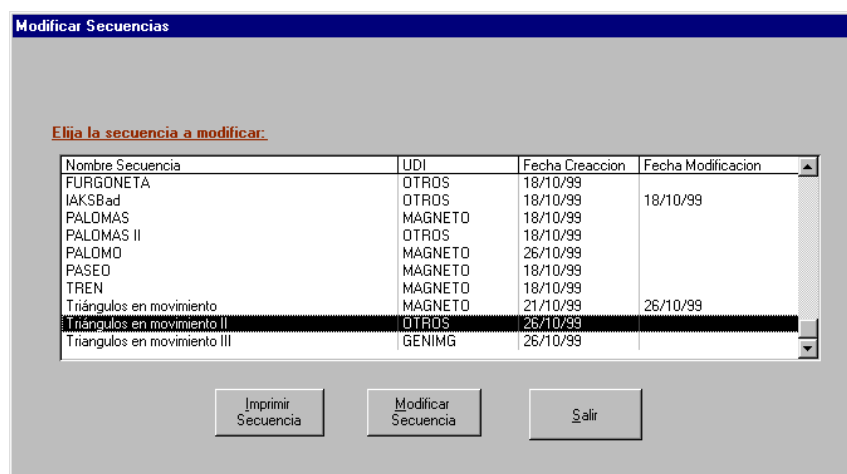 Modificar Secuencias
Elija la secuencia a modificar:
Nombre Secuencia UDI Fecha Creaccion Fecha Modificacion
FURGONETA OTROS 18/10/99
IAKSBad OTROS 18/10/99 18/10/99
PALOMAS MAGNETO 18/10/99
PALOMAS II OTROS 18/10/99
PALOMO MAGNETO 26/10/99
PASEO MAGNETO 18/10/99
TREN MAGNETO 18/10/99
Triángulos en movimiento MAGNETO 21/10/99 26/10/99
Triángulos en movimiento II OTROS 26/10/99
Triangulos en movimiento III GENIMG 26/10/99
Imprimir Secuencia
Modificar Secuencia
Salir